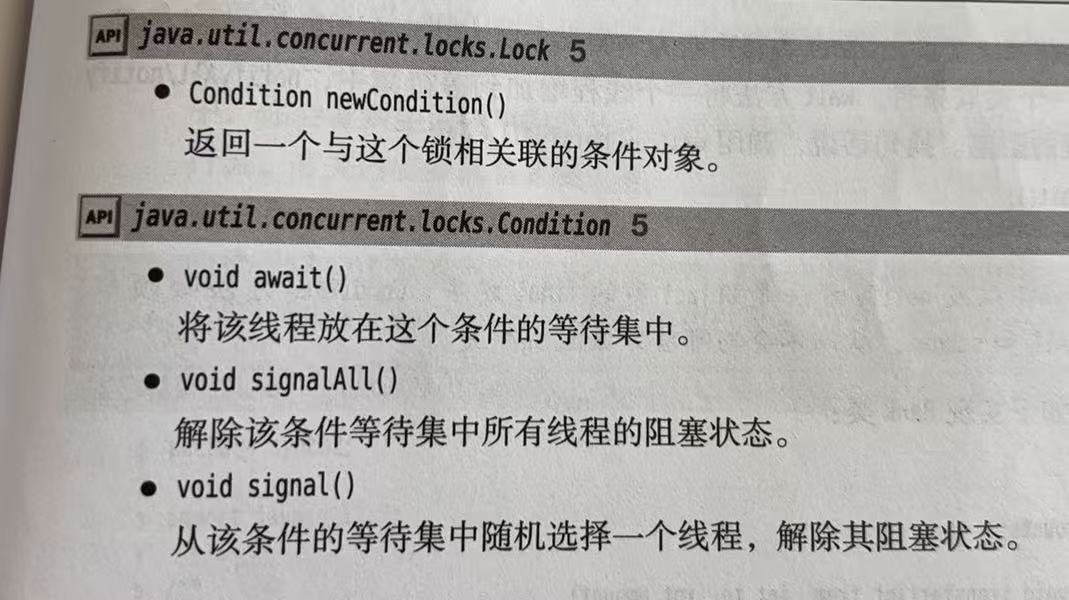 API java.util.concurrent.locks.Lock 5
● Condition newCondition()
返回一个与这个锁相关联的条件对象。
API java.util.concurrent.locks.Condition 5
● void await()
将该线程放在这个条件的等待集中。
● void signalAll()
解除该条件等待集中所有线程的阻塞状态。
● void signal()
从该条件的等待集中随机选择一个线程，解除其阻塞状态。